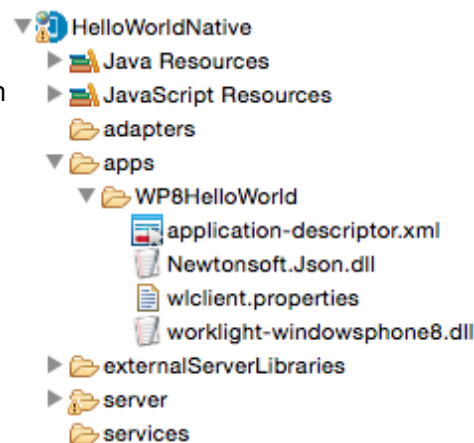 HelloWorldNative
Java Resources
n
JavaScript Resources
adapters
apps
WP8HelloWorld
application-descriptor.xml
Newtonsoft.Json.dll
wlclient.properties
worklight-windowsphone8.dll
externalServerLibraries
server
services